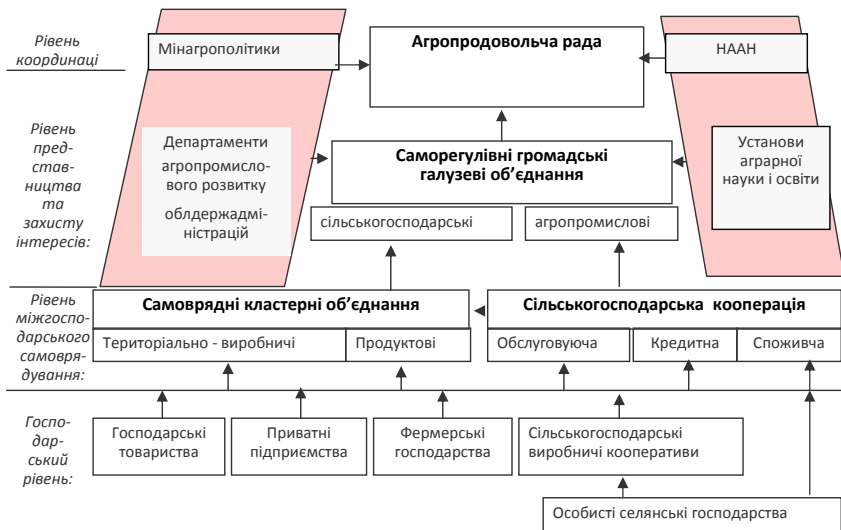 Рівень
координаці
Мінагрополітики
Агропродовольча рада
НААН
Рівень
пред-
став-
ництва
та
захисту
інтересів:
Департаменти
агропромисло-
вого розвитку
облдержадмі-
ністрацій
Саморегулівні громадські
галузеві об’єднання
Установи
аграрної
науки і освіти
сільськогосподарські
агропромислові
Рівень
міжгоспо-
дарського
самовря-
дування:
Самоврядні кластерні об’єднання
Сільськогосподарська кооперація
Територіально - виробничі
Продуктові
Обслуговуюча
Кредитна
Споживча
Госпо-
дар-
ський
рівень:
Господарські
товариства
Приватні
підприємства
Фермерські
господарства
Сільськогосподарські
виробничі кооперативи
Особисті селянські господарства